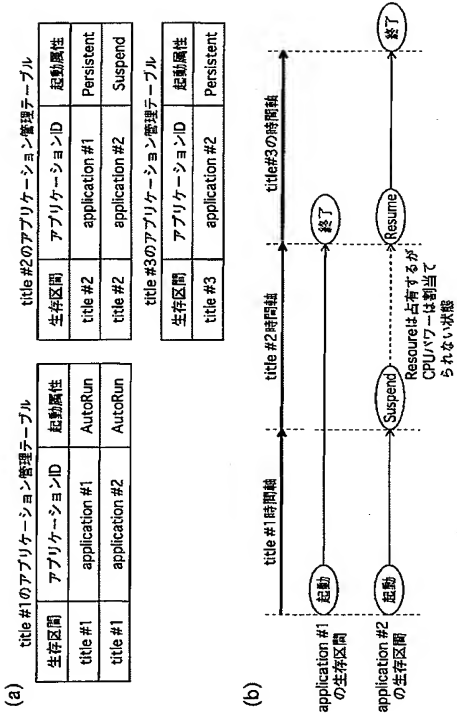 (a)
title #1のアプリケーション管理テーブル
生存区間 アプリケーションID 起動属性
title #1 application #1 AutoRun
title #1 application #2 AutoRun
title #2のアプリケーション管理テーブル
生存区間 アプリケーションID 起動属性
title #2 application #1 Persistent
title #2 application #2 Suspend
title #3のアプリケーション管理テーブル
生存区間 アプリケーションID 起動属性
title #3 application #2 Persistent
(b)
title #1時間軸
title #2時間軸
title#3の時間軸
application #1
の生存区間
起動
終了
application #2
の生存区間
起動
Suspend
Resume
終了
Resoureは占有するが
CPUパワーは割当て
られない状態